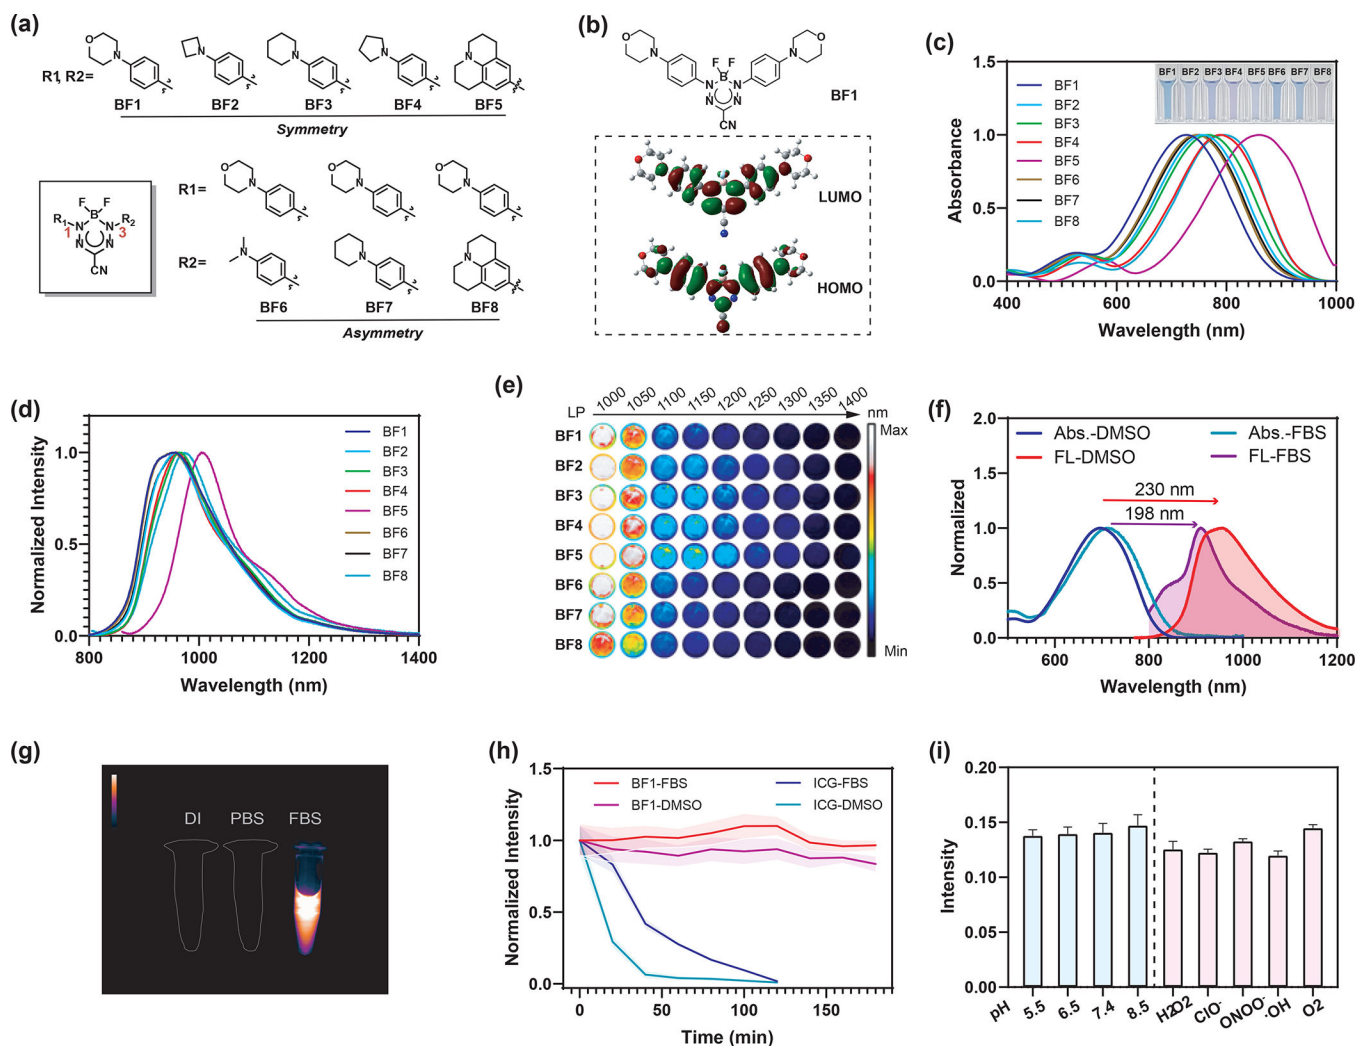 (a)
O
N
N
N
N
N
R1, R2=
BF1 BF2 BF3 BF4 BF5
Symmetry
O
N
O
N
O
N
R1=
F F
B
R1 N N R2
1 3
N N
CN
R2=
N
N
N
BF6 BF7 BF8
Asymmetry
(b)
O
N
N
O
F F
B
N N
N N
CN
BF1
LUMO
HOMO
(c)
BF1
BF2
BF3
BF4
BF5
BF6
BF7
BF8
BF1 BF2 BF3 BF4 BF5 BF6 BF7 BF8
Absorbance
1.5
1.0
0.5
0.0
400 600 800 1000
Wavelength (nm)
(d)
Normalized Intensity
1.0
0.5
0.0
BF1
BF2
BF3
BF4
BF5
BF6
BF7
BF8
800 1000 1200 1400
Wavelength (nm)
(e)
LP 1000 1050 1100 1150 1200 1250 1300 1350 1400
nm
BF1
BF2
BF3
BF4
BF5
BF6
BF7
BF8
Max
Min
(f)
Normalized
2.0
1.5
1.0
0.5
0.0
Abs.-DMSO Abs.-FBS
FL-DMSO FL-FBS
230 nm
198 nm
600 800 1000 1200
Wavelength (nm)
(g)
DI PBS FBS
(h)
Normalized Intensity
1.5
1.0
0.5
0.0
BF1-FBS ICG-FBS
BF1-DMSO ICG-DMSO
0 50 100 150
Time (min)
(i)
Intensity
0.20
0.15
0.10
0.05
0.00
pH 5.5 6.5 7.4 8.5 H2O2 ClO⁻ ONOO⁻ ·OH O2